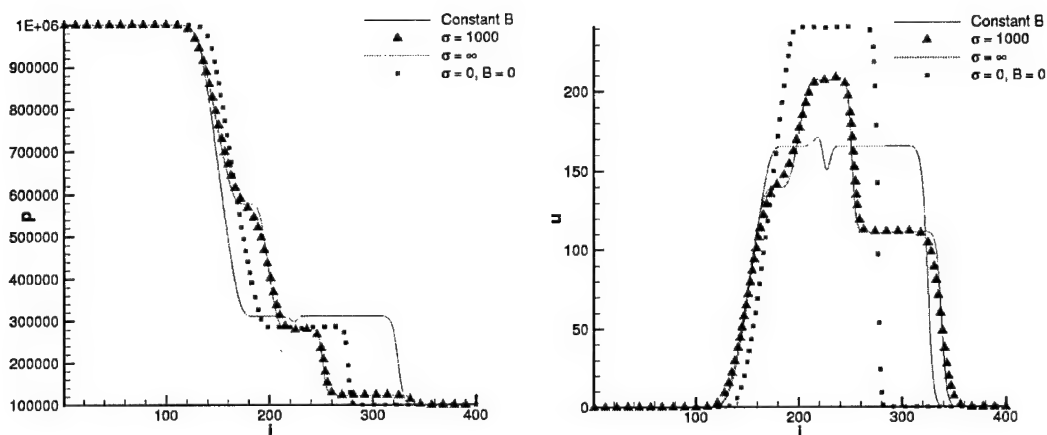 1E+06
900000
800000
700000
600000
500000
400000
300000
200000
100000
p
100
200
300
400
i
Constant B
σ = 1000
σ = ∞
σ = 0, B = 0
200
150
100
50
0
u
0
100
200
300
400
i
Constant B
σ = 1000
σ = ∞
σ = 0, B = 0